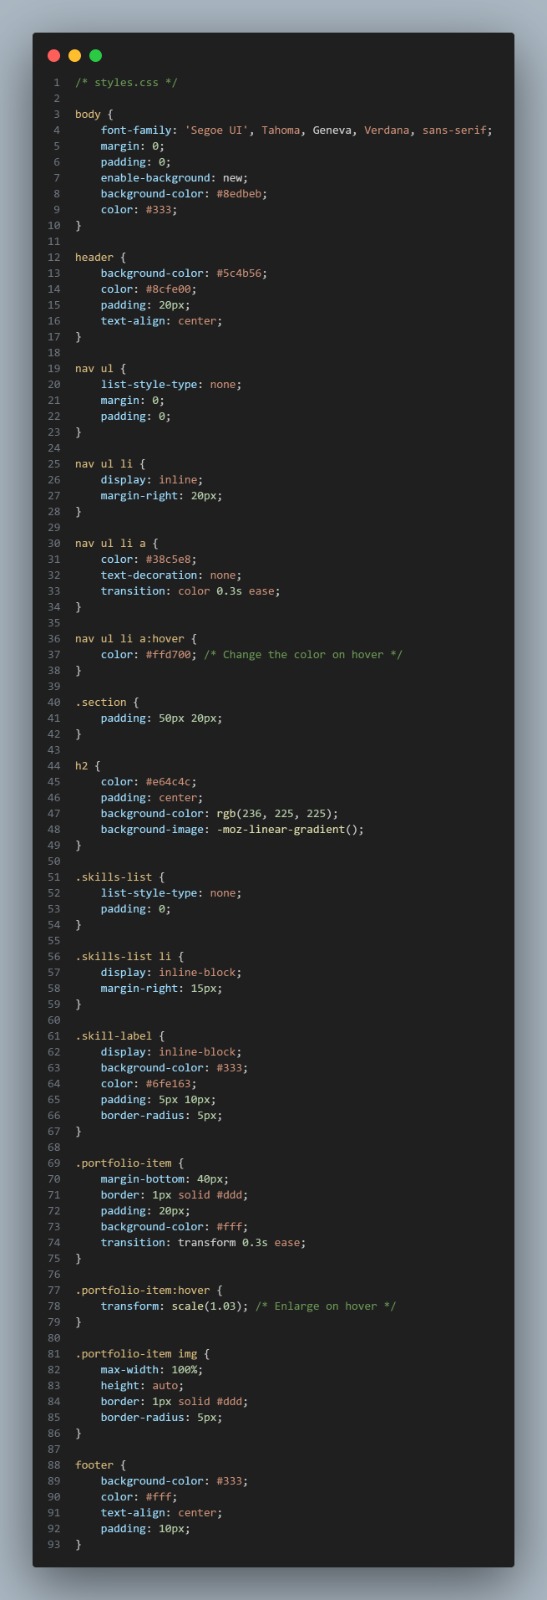 1 /* styles.css */
2
3 body {
4     font-family: 'Segoe UI', Tahoma, Geneva, Verdana, sans-serif;
5     margin: 0;
6     padding: 0;
7     enable-background: new;
8     background-color: #8edbeb;
9     color: #333;
10 }
11
12 header {
13     background-color: #5c4b56;
14     color: #8cfe00;
15     padding: 20px;
16     text-align: center;
17 }
18
19 nav ul {
20     list-style-type: none;
21     margin: 0;
22     padding: 0;
23 }
24
25 nav ul li {
26     display: inline;
27     margin-right: 20px;
28 }
29
30 nav ul li a {
31     color: #38c5e8;
32     text-decoration: none;
33     transition: color 0.3s ease;
34 }
35
36 nav ul li a:hover {
37     color: #ffd700; /* Change the color on hover */
38 }
39
40 .section {
41     padding: 50px 20px;
42 }
43
44 h2 {
45     color: #e64c4c;
46     padding: center;
47     background-color: rgb(236, 225, 225);
48     background-image: -moz-linear-gradient();
49 }
50
51 .skills-list {
52     list-style-type: none;
53     padding: 0;
54 }
55
56 .skills-list li {
57     display: inline-block;
58     margin-right: 15px;
59 }
60
61 .skill-label {
62     display: inline-block;
63     background-color: #333;
64     color: #6fe163;
65     padding: 5px 10px;
66     border-radius: 5px;
67 }
68
69 .portfolio-item {
70     margin-bottom: 40px;
71     border: 1px solid #ddd;
72     padding: 20px;
73     background-color: #fff;
74     transition: transform 0.3s ease;
75 }
76
77 .portfolio-item:hover {
78     transform: scale(1.03); /* Enlarge on hover */
79 }
80
81 .portfolio-item img {
82     max-width: 100%;
83     height: auto;
84     border: 1px solid #ddd;
85     border-radius: 5px;
86 }
87
88 footer {
89     background-color: #333;
90     color: #fff;
91     text-align: center;
92     padding: 10px;
93 }